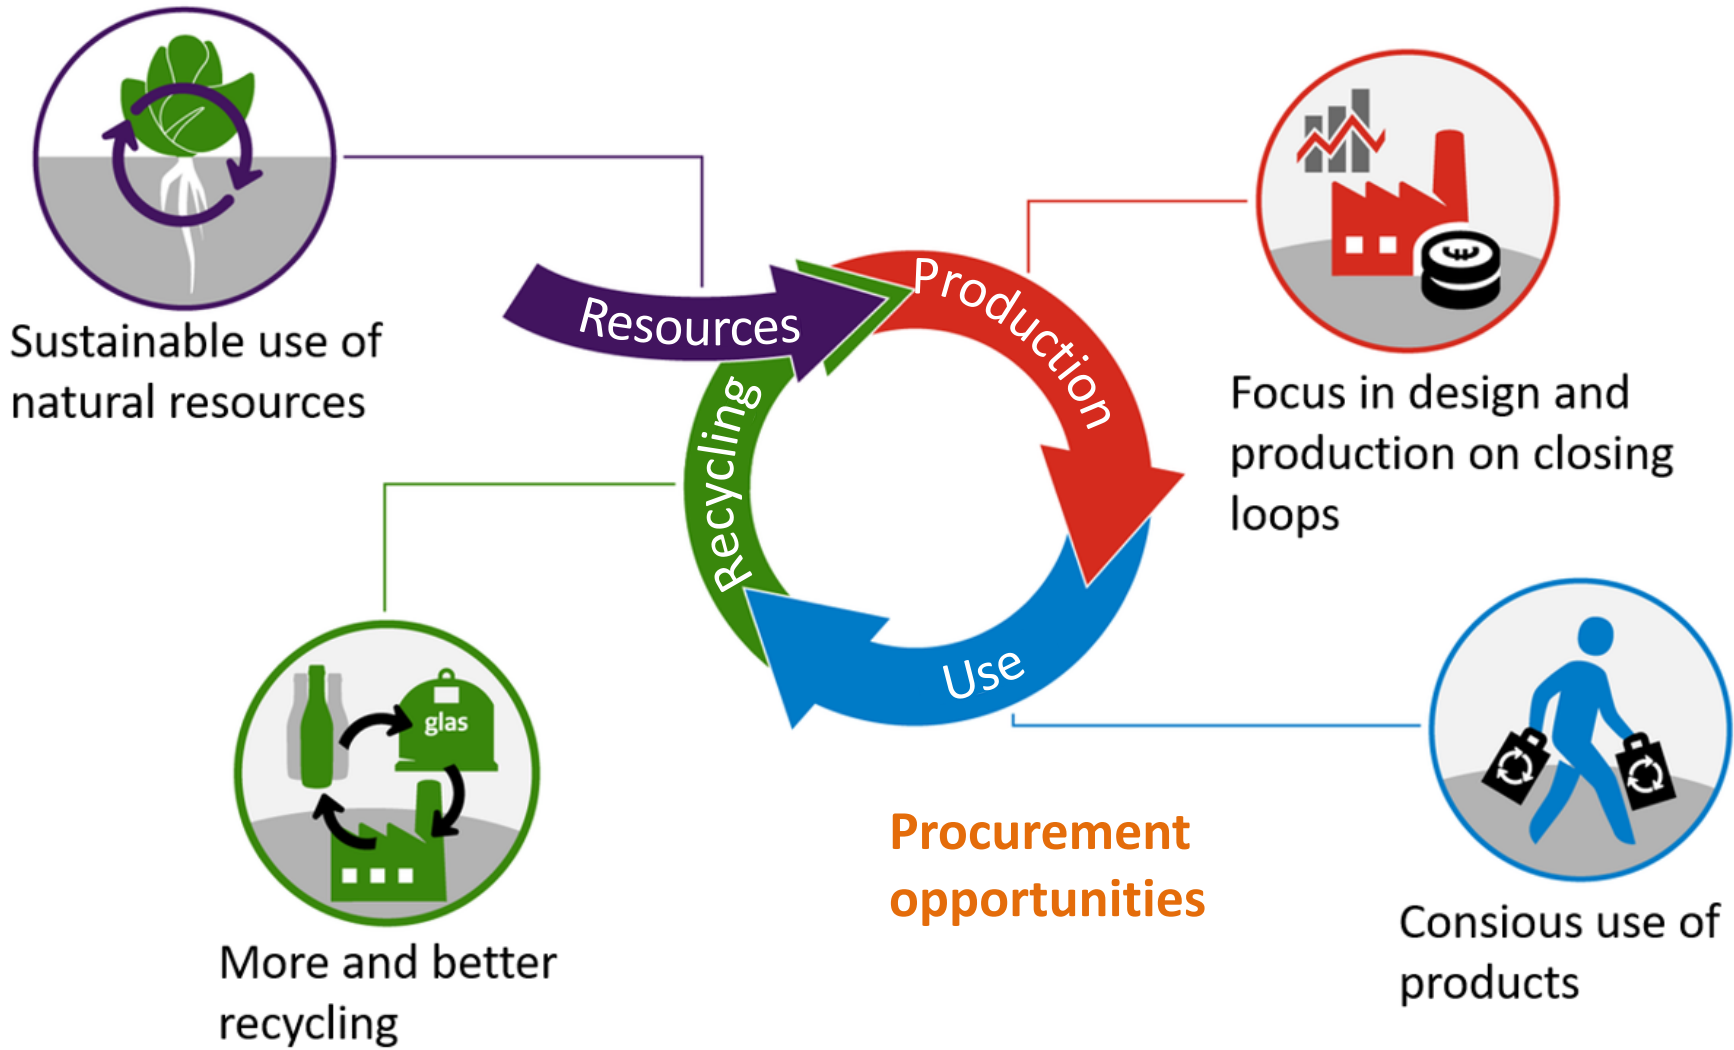 Sustainable use of
natural resources
Resources
Production
Focus in design and
production on closing
loops
Recycling
Use
glas
More and better
recycling
Procurement
opportunities
Consious use of
products